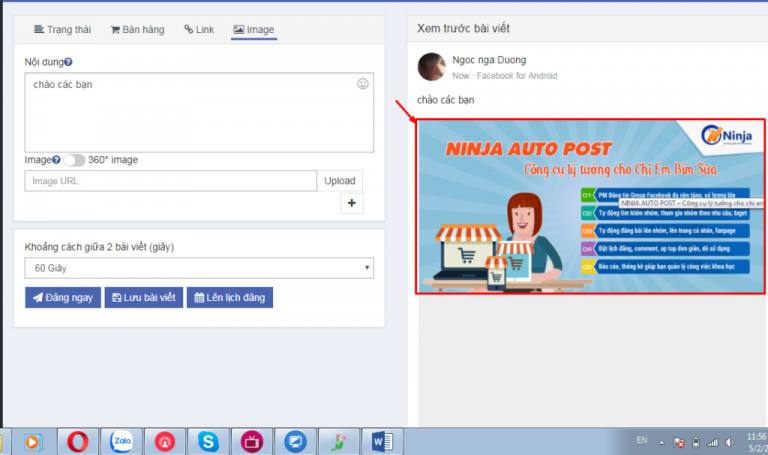 Trạng thái
Bán hàng
Link
Image
Nội dung
chào các bạn
Image
360° image
Image URL.
Upload
Khoảng cách giữa 2 bài viết (giây)
60 Giây
Đăng ngay
Lưu bài viết
Lên lịch đăng
Xem trước bài viết
Ngoc nga Duong
Now · Facebook for Android
chào các bạn
Ninja
NINJA AUTO POST
Công cụ lý tưởng cho Chị Em Bỉm Sữa
PM Đăng tin Group Facebook đa nền tảng, số lượng lớn
NINJA AUTO POST – Công cụ lý tưởng cho chị em
Tự động tìm kiếm nhóm, tham gia nhóm theo nhu cầu, taget
Tự động đăng bài lên nhóm, lên trang cá nhân, fanpage
Đặt lịch đăng, comment, up top đơn giản, dễ sử dụng
Báo cáo, thống kê giúp bạn quản lý công việc khoa học
Zalo
EN
11:56
5/2/2